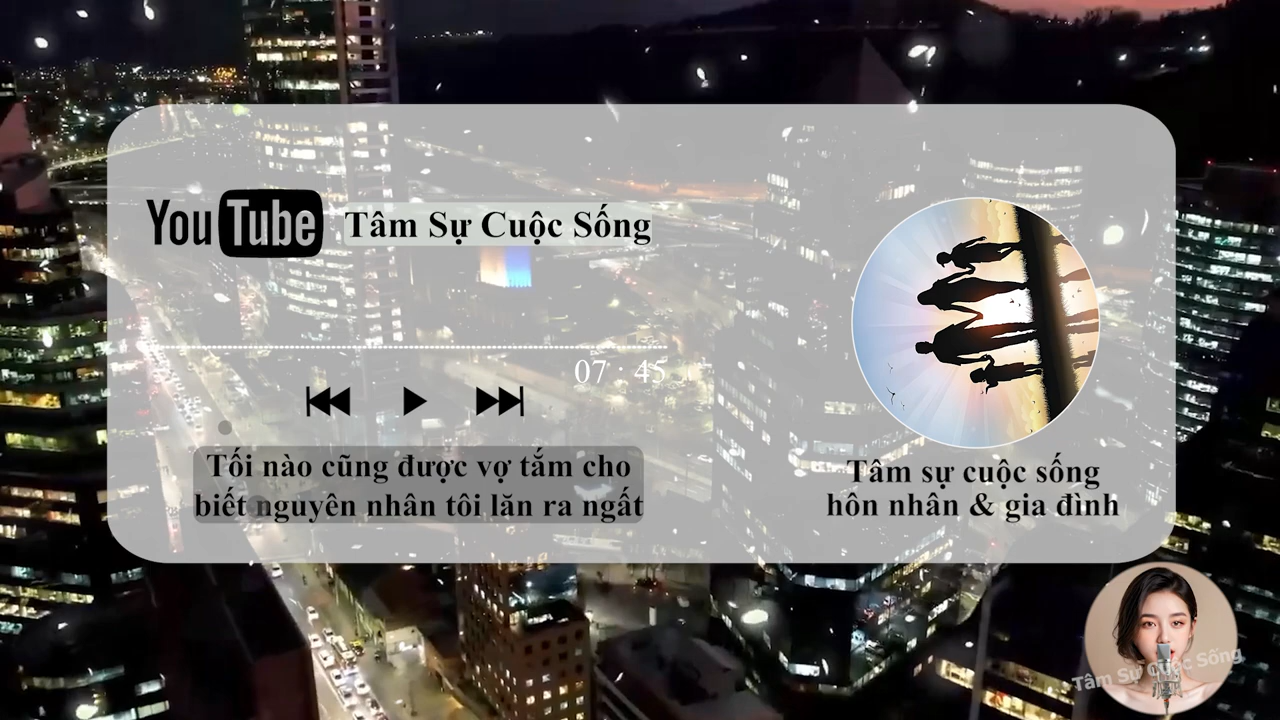 YouTube Tâm Sự Cuộc Sống
07 : 45
Tối nào cũng được vợ tắm cho
biết nguyên nhân tôi lăn ra ngất
Tâm sự cuộc sống
hôn nhân & gia đình
Tâm Sự Cuộc Sống